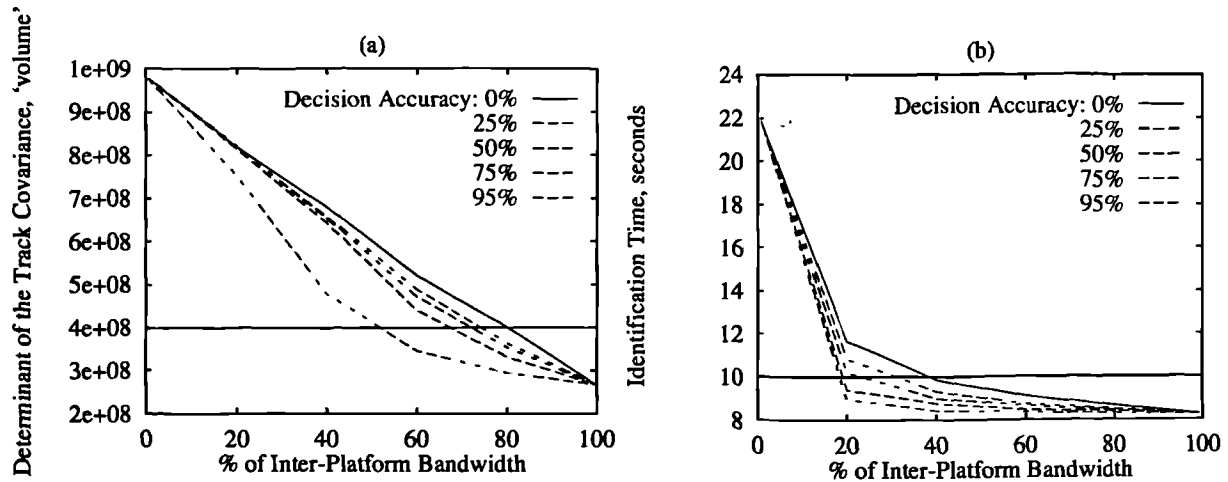 (a)
Determinant of the Track Covariance, 'volume'
1e+09
9e+08
8e+08
7e+08
6e+08
5e+08
4e+08
3e+08
2e+08
Decision Accuracy: 0%
25%
50%
75%
95%
0 20 40 60 80 100
% of Inter-Platform Bandwidth
(b)
Identification Time, seconds
24
22
20
18
16
14
12
10
8
Decision Accuracy: 0%
25%
50%
75%
95%
0 20 40 60 80 100
% of Inter-Platform Bandwidth